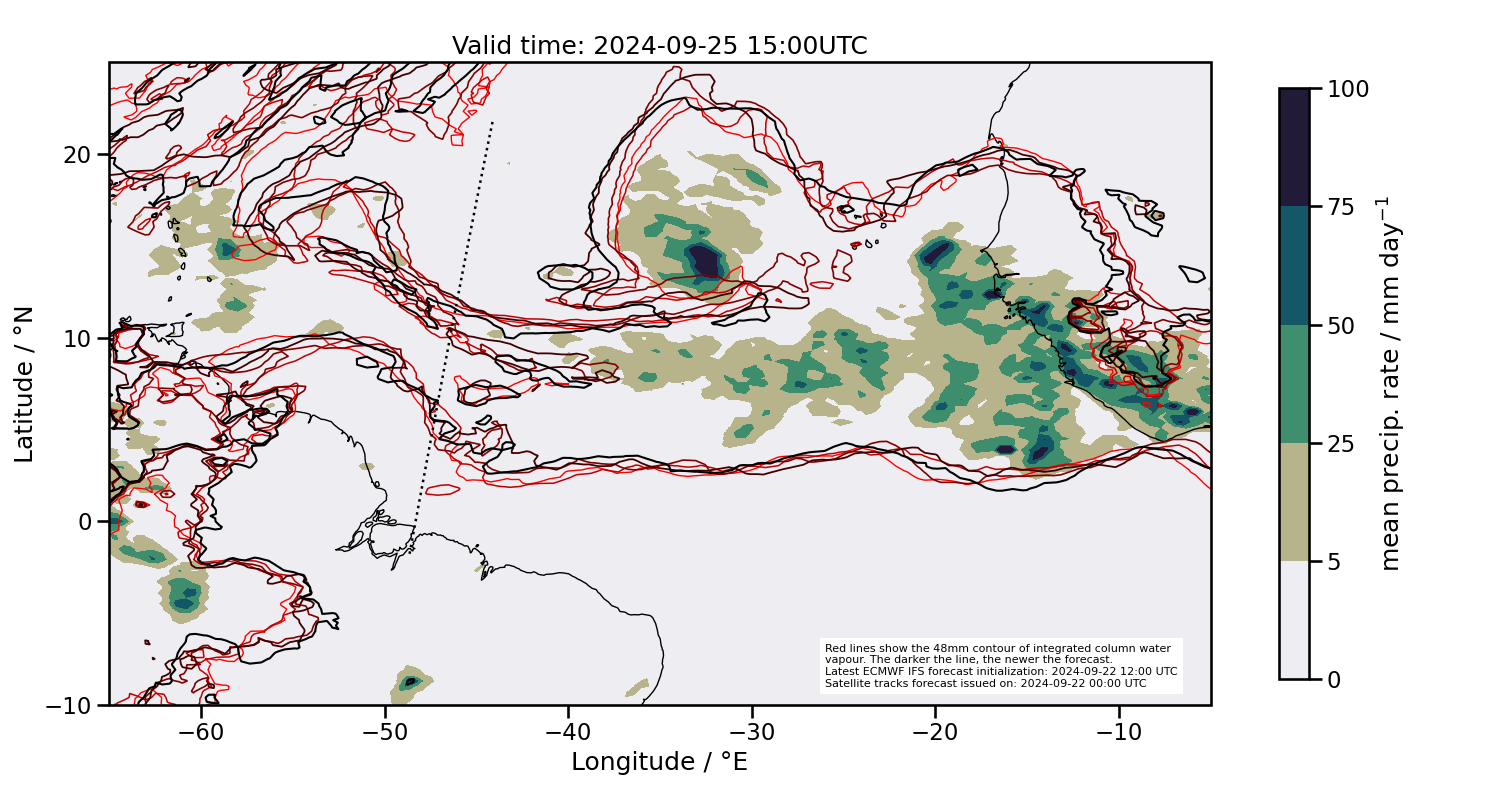 Valid time: 2024-09-25 15:00UTC
20
10
0
−10
Latitude / °N
−60
−50
−40
−30
−20
−10
Longitude / °E
Red lines show the 48mm contour of integrated column water
vapour. The darker the line, the newer the forecast.
Latest ECMWF IFS forecast initialization: 2024-09-22 12:00 UTC
Satellite tracks forecast issued on: 2024-09-22 00:00 UTC
100
75
50
25
5
0
mean precip. rate / mm day⁻¹